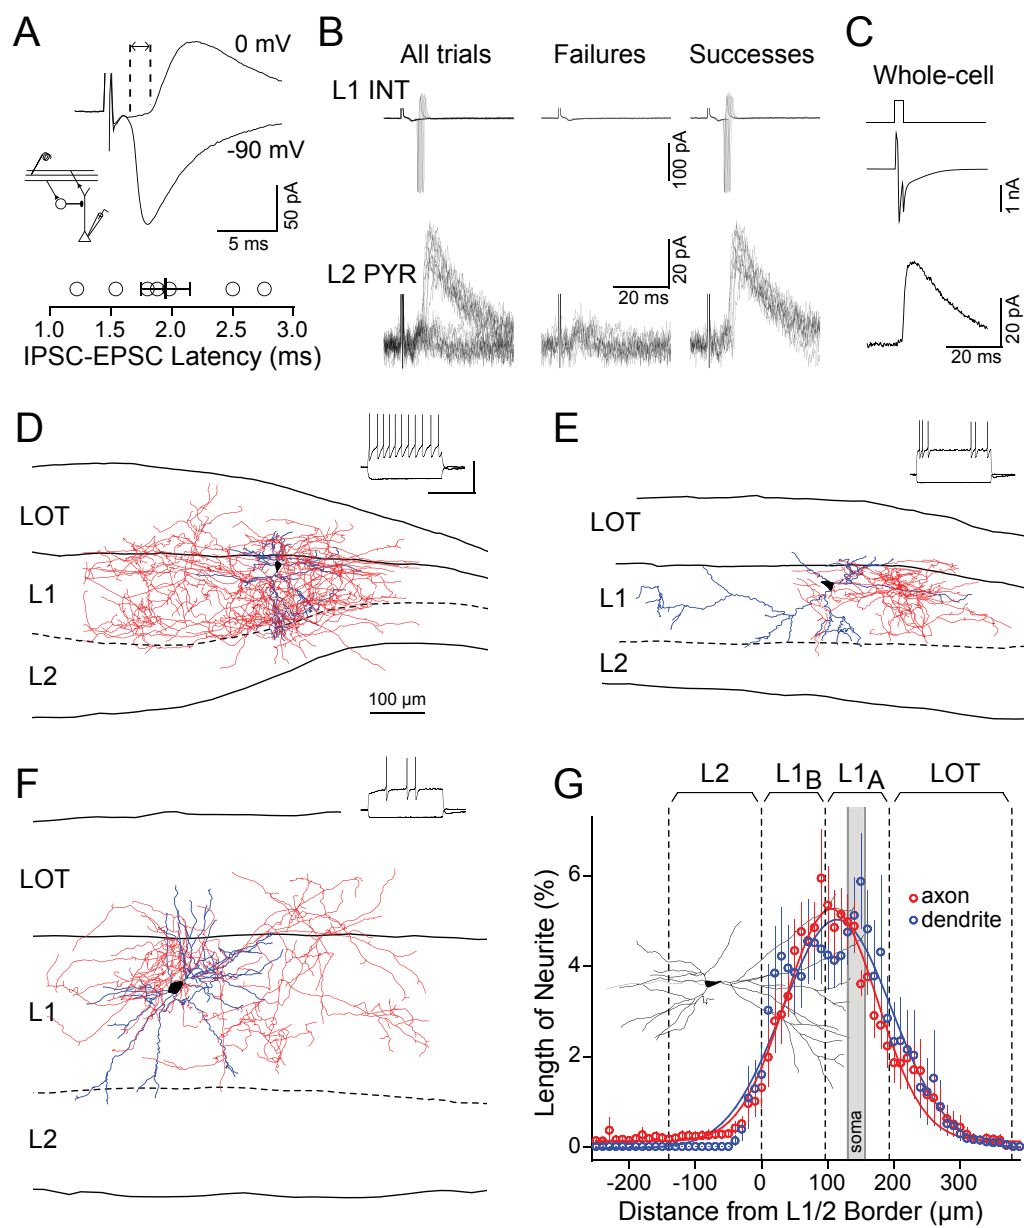 A
0 mV
-90 mV
50 pA
5 ms
1.0
1.5
2.0
2.5
3.0
IPSC-EPSC Latency (ms)
B
All trials
Failures
Successes
L1 INT
100 pA
L2 PYR
20 pA
20 ms
C
Whole-cell
1 nA
20 pA
20 ms
D
LOT
L1
L2
100 µm
E
LOT
L1
L2
F
LOT
L1
L2
G
L2
L1B
L1A
LOT
Length of Neurite (%)
6
4
2
0
axon
dendrite
soma
-200
-100
0
100
200
300
Distance from L1/2 Border (µm)